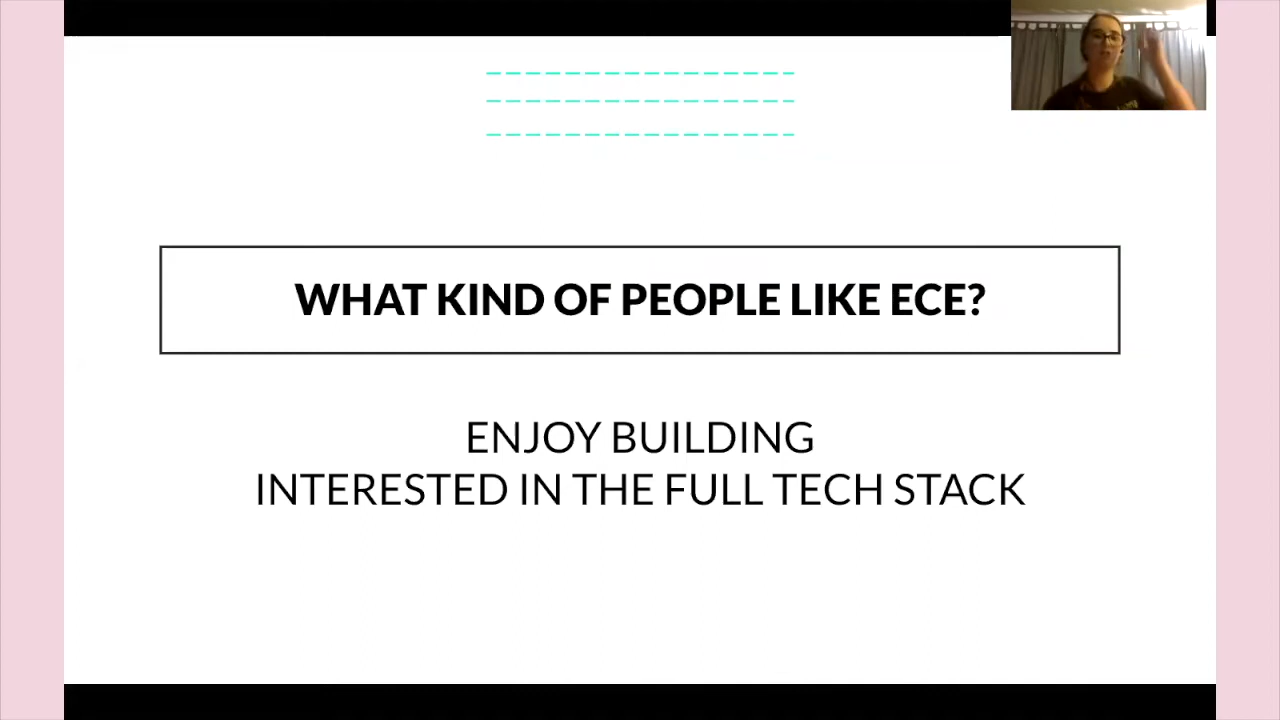 WHAT KIND OF PEOPLE LIKE ECE?
ENJOY BUILDING
INTERESTED IN THE FULL TECH STACK